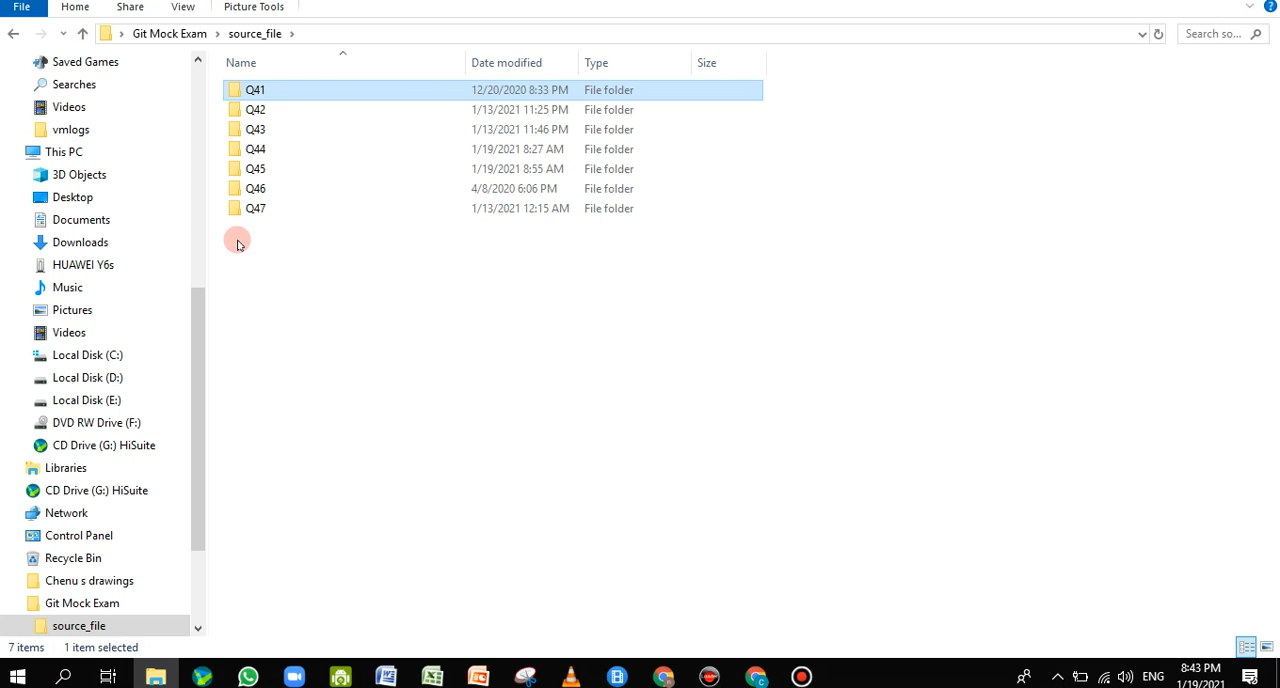 File Home Share View Picture Tools
Git Mock Exam source_file Search so...
Name Date modified Type Size
Q41 12/20/2020 8:33 PM File folder
Q42 1/13/2021 11:25 PM File folder
Q43 1/13/2021 11:46 PM File folder
Q44 1/19/2021 8:27 AM File folder
Q45 1/19/2021 8:55 AM File folder
Q46 4/8/2020 6:06 PM File folder
Q47 1/13/2021 12:15 AM File folder
Saved Games
Searches
Videos
vmlogs
This PC
3D Objects
Desktop
Documents
Downloads
HUAWEI Y6s
Music
Pictures
Videos
Local Disk (C:)
Local Disk (D:)
Local Disk (E:)
DVD RW Drive (F:)
CD Drive (G:) HiSuite
Libraries
CD Drive (G:) HiSuite
Network
Control Panel
Recycle Bin
Chenu s drawings
Git Mock Exam
source_file
7 items 1 item selected
ENG
8:43 PM
1/19/2021